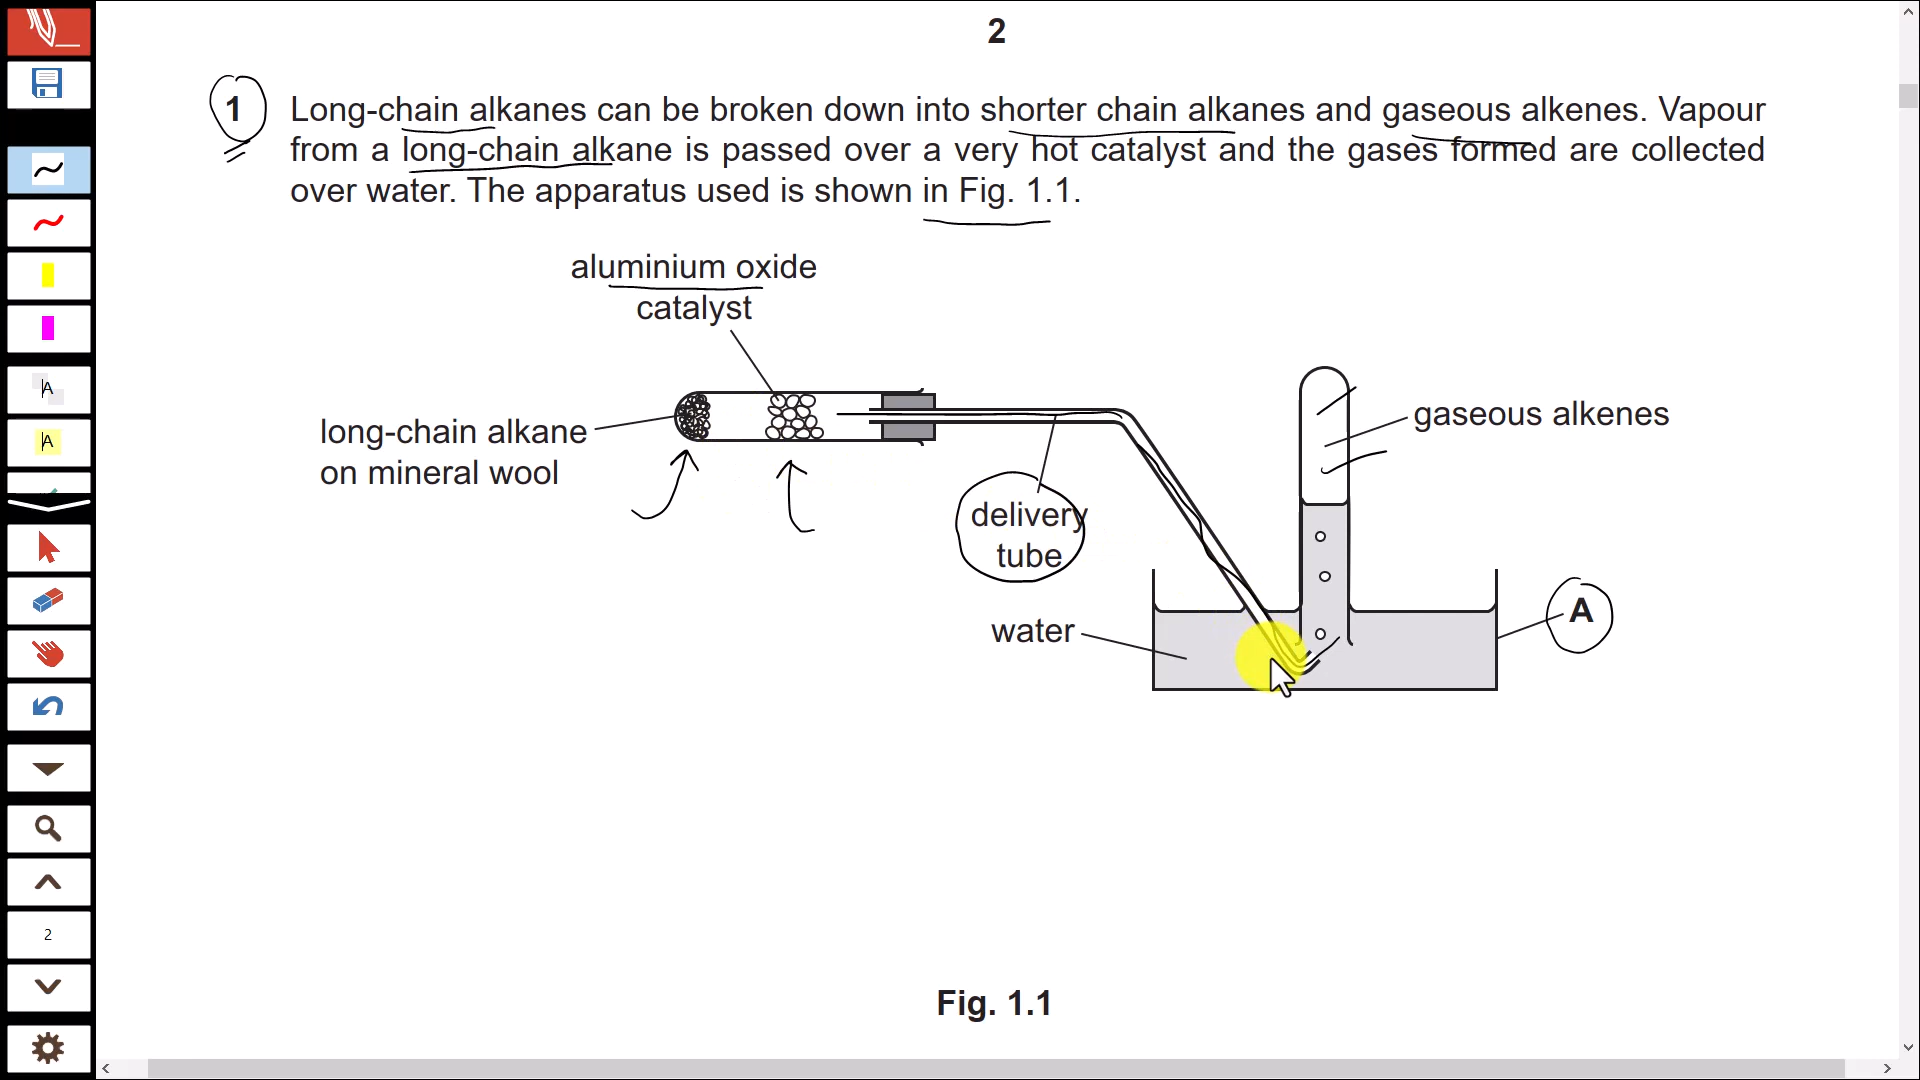 2
1 Long-chain alkanes can be broken down into shorter chain alkanes and gaseous alkenes. Vapour
from a long-chain alkane is passed over a very hot catalyst and the gases formed are collected
over water. The apparatus used is shown in Fig. 1.1.
aluminium oxide
catalyst
long-chain alkane
on mineral wool
gaseous alkenes
delivery
tube
water
A
Fig. 1.1
A
A
2